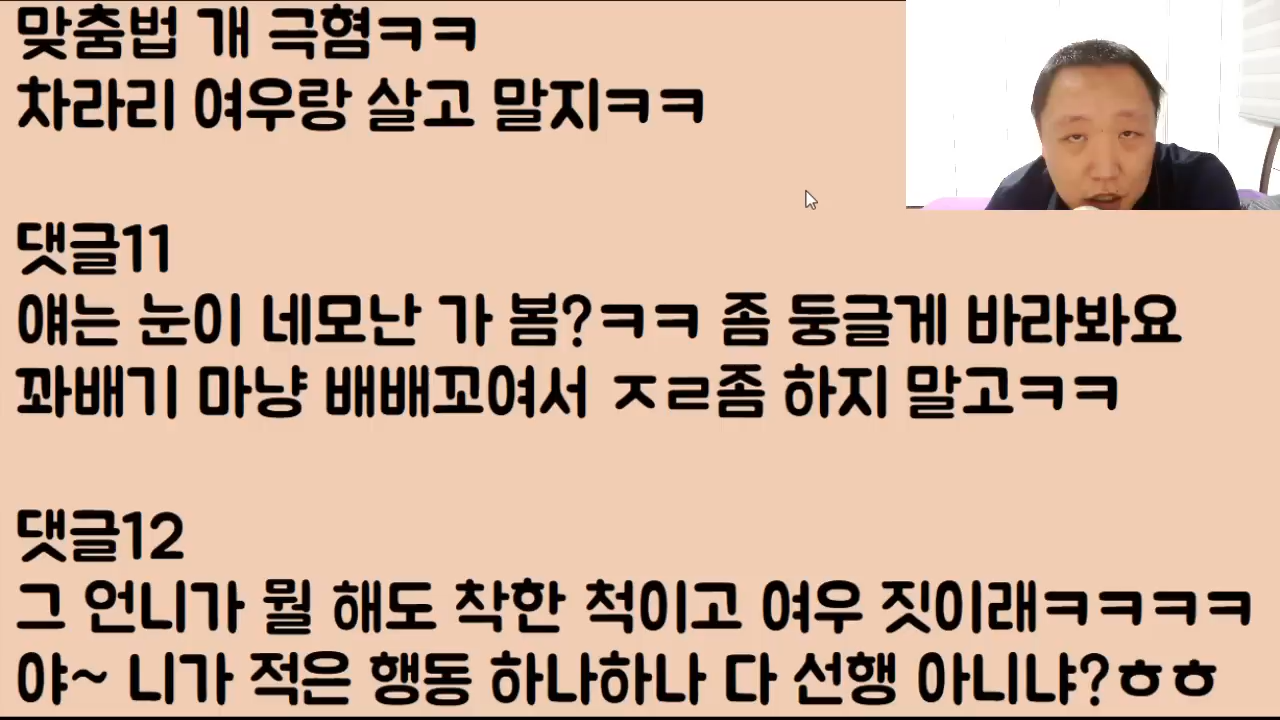 맞춤법 개 극혐ㅋㅋ
차라리 여우랑 살고 말지ㅋㅋ
댓글11
얘는 눈이 네모난 가 봄?ㅋㅋ 좀 둥글게 바라봐요
꽈배기 마냥 배배꼬여서 ㅈㄹ좀 하지 말고ㅋㅋ
댓글12
그 언니가 뭘 해도 착한 척이고 여우 짓이래ㅋㅋㅋㅋ
야~ 니가 적은 행동 하나하나 다 선행 아니냐?ㅎㅎ